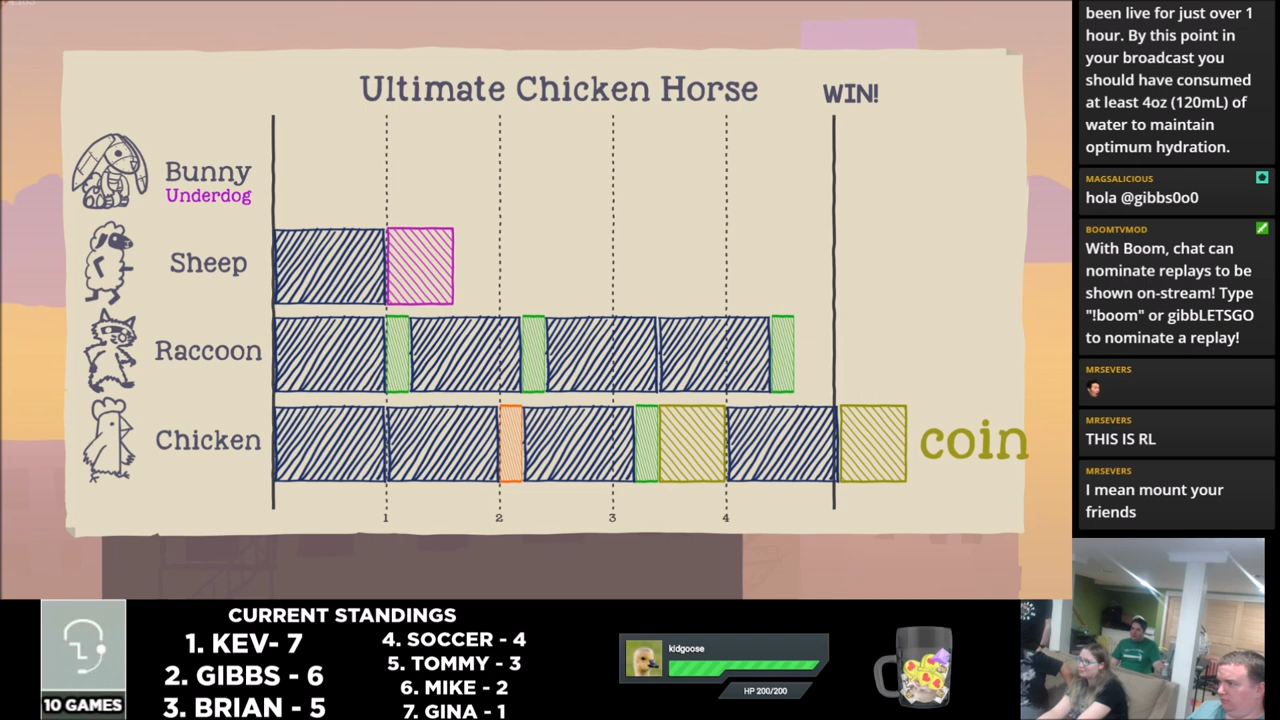 Ultimate Chicken Horse
WIN!
Bunny
Underdog
Sheep
Raccoon
Chicken
coin
1 2 3 4
been live for just over 1
hour. By this point in
your broadcast you
should have consumed
at least 4oz (120mL) of
water to maintain
optimum hydration.
MAGSALICIOUS
hola @gibbs0o0
BOOMTVMOD
With Boom, chat can
nominate replays to be
shown on-stream! Type
"!boom" or gibbLETSGO
to nominate a replay!
MRSEVERS
MRSEVERS
THIS IS RL
MRSEVERS
I mean mount your
friends
10 GAMES
CURRENT STANDINGS
1. KEV- 7
2. GIBBS - 6
3. BRIAN - 5
4. SOCCER - 4
5. TOMMY - 3
6. MIKE - 2
7. GINA - 1
kidgoose
HP 200/200